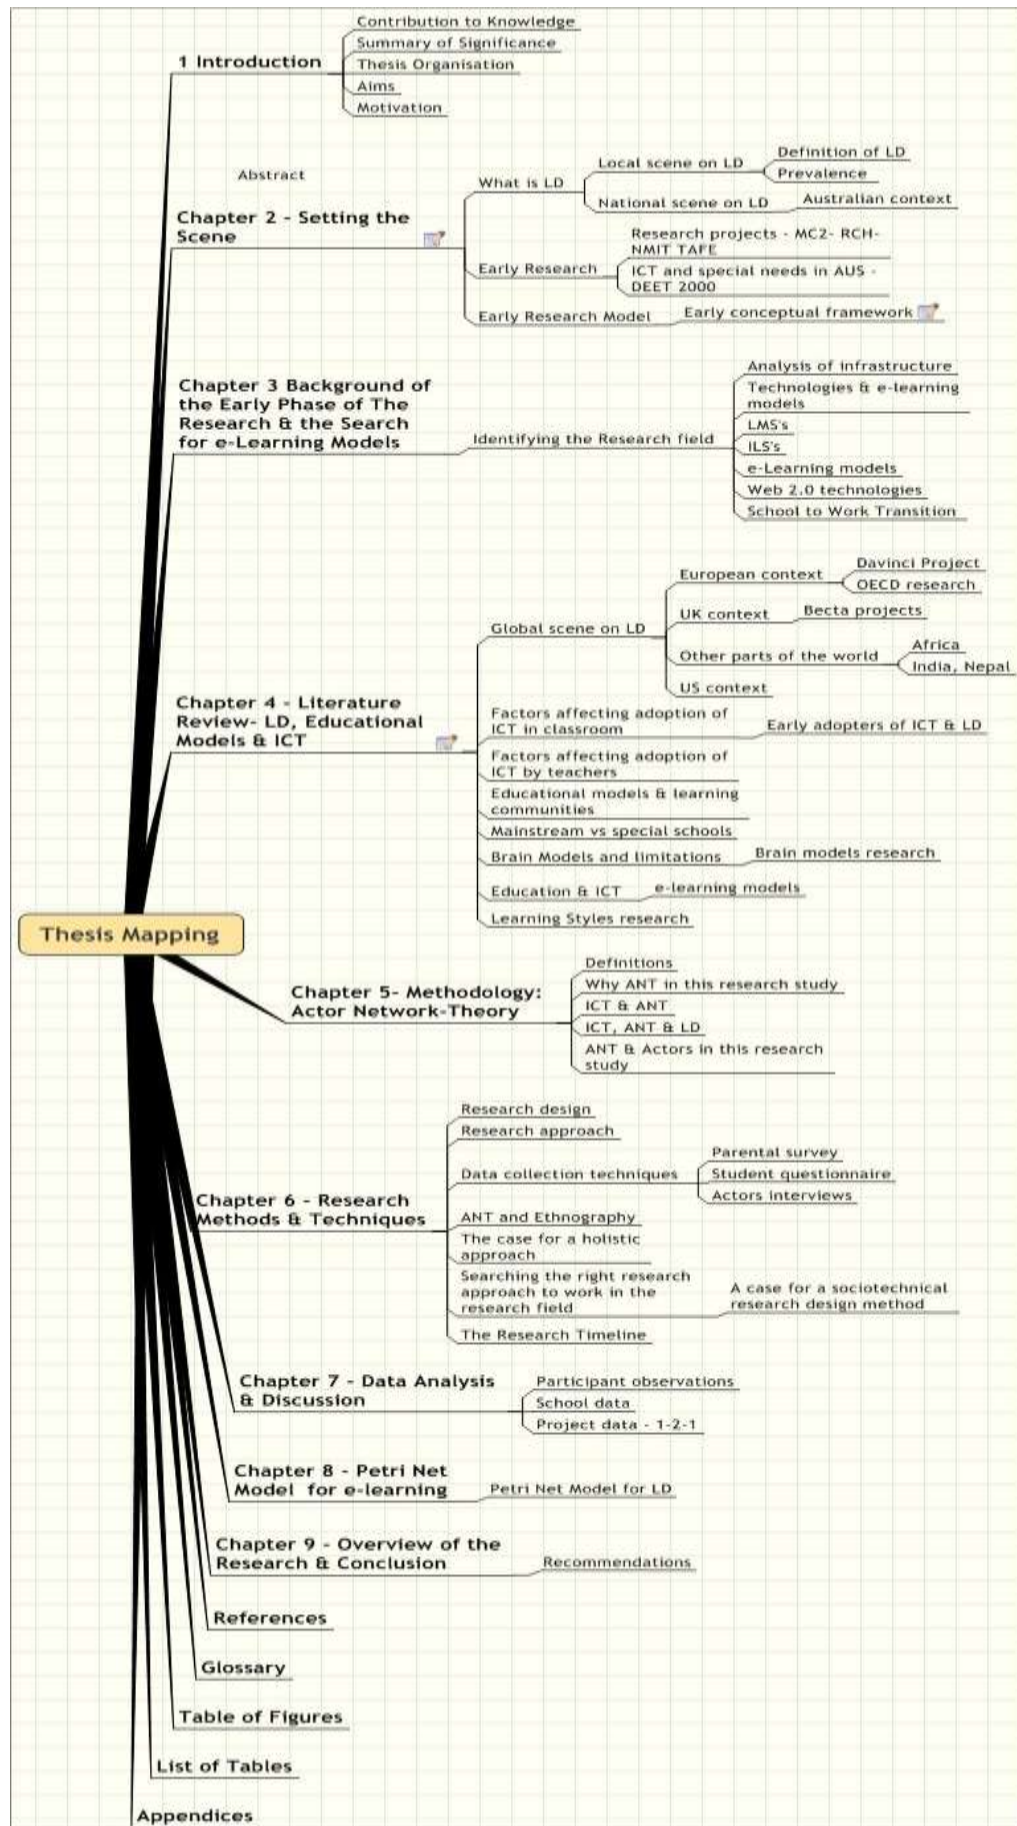 Contribution to Knowledge
Summary of Significance
1 Introduction
Thesis Organisation
Aims
Motivation
Abstract
Chapter 2 - Setting the
Scene
What is LD
Local scene on LD
Definition of LD
Prevalence
National scene on LD
Australian context
Early Research
Research projects - MC2- RCH-
NMIT TAFE
ICT and special needs in AUS -
DEET 2000
Early Research Model
Early conceptual framework
Chapter 3 Background of
the Early Phase of The
Research & the Search
for e-Learning Models
Identifying the Research field
Analysis of infrastructure
Technologies & e-learning
models
LMS's
ILS's
e-Learning models
Web 2.0 technologies
School to Work Transition
Chapter 4 - Literature
Review- LD, Educational
Models & ICT
Global scene on LD
European context
Davinci Project
OECD research
UK context
Becta projects
Other parts of the world
Africa
India, Nepal
US context
Factors affecting adoption of
ICT in classroom
Early adopters of ICT & LD
Factors affecting adoption of
ICT by teachers
Educational models & learning
communities
Mainstream vs special schools
Brain Models and limitations
Brain models research
Education & ICT
e-learning models
Learning Styles research
Thesis Mapping
Chapter 5- Methodology:
Actor Network-Theory
Definitions
Why ANT in this research study
ICT & ANT
ICT, ANT & LD
ANT & Actors in this research
study
Chapter 6 - Research
Methods & Techniques
Research design
Research approach
Data collection techniques
Parental survey
Student questionnaire
Actors interviews
ANT and Ethnography
The case for a holistic
approach
Searching the right research
approach to work in the
research field
A case for a sociotechnical
research design method
The Research Timeline
Chapter 7 - Data Analysis
& Discussion
Participant observations
School data
Project data - 1-2-1
Chapter 8 - Petri Net
Model for e-learning
Petri Net Model for LD
Chapter 9 - Overview of the
Research & Conclusion
Recommendations
References
Glossary
Table of Figures
List of Tables
Appendices